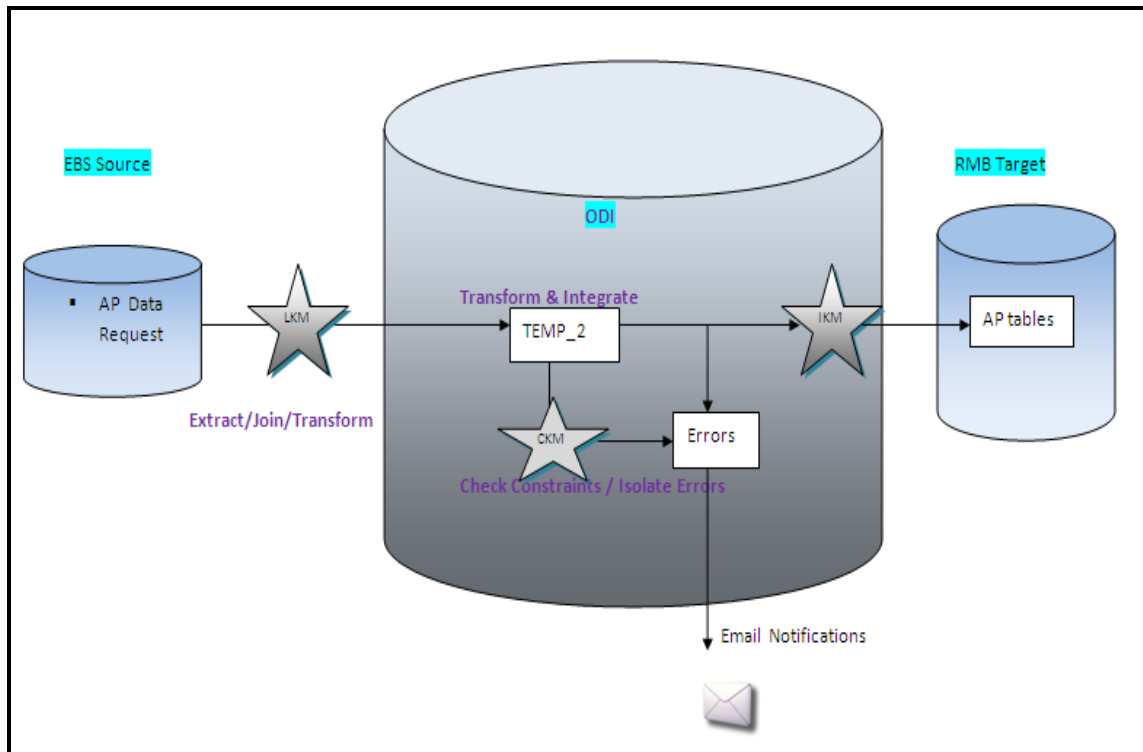 EBS Source
RMB Target
ODI
▪ AP Data
Request
LKM
Transform & Integrate
TEMP_2
IKM
AP tables
Extract/Join/Transform
CKM
Errors
Check Constraints / Isolate Errors
Email Notifications